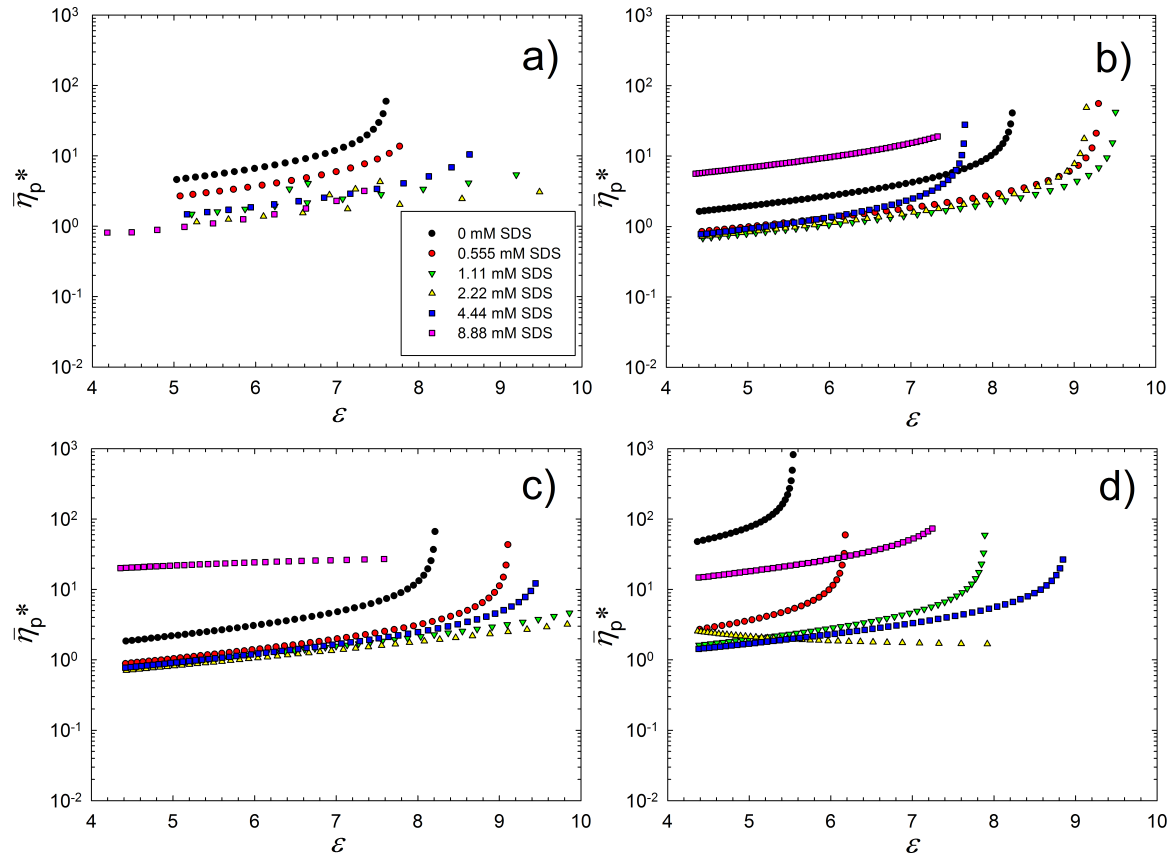 a)
10³
10²
10¹
10⁰
10⁻¹
10⁻²
η̄ₚ*
0 mM SDS
0.555 mM SDS
1.11 mM SDS
2.22 mM SDS
4.44 mM SDS
8.88 mM SDS
4 5 6 7 8 9 10
ε
b)
10³
10²
10¹
10⁰
10⁻¹
10⁻²
η̄ₚ*
4 5 6 7 8 9 10
ε
c)
10³
10²
10¹
10⁰
10⁻¹
10⁻²
η̄ₚ*
4 5 6 7 8 9 10
ε
d)
10³
10²
10¹
10⁰
10⁻¹
10⁻²
η̄ₚ*
4 5 6 7 8 9 10
ε